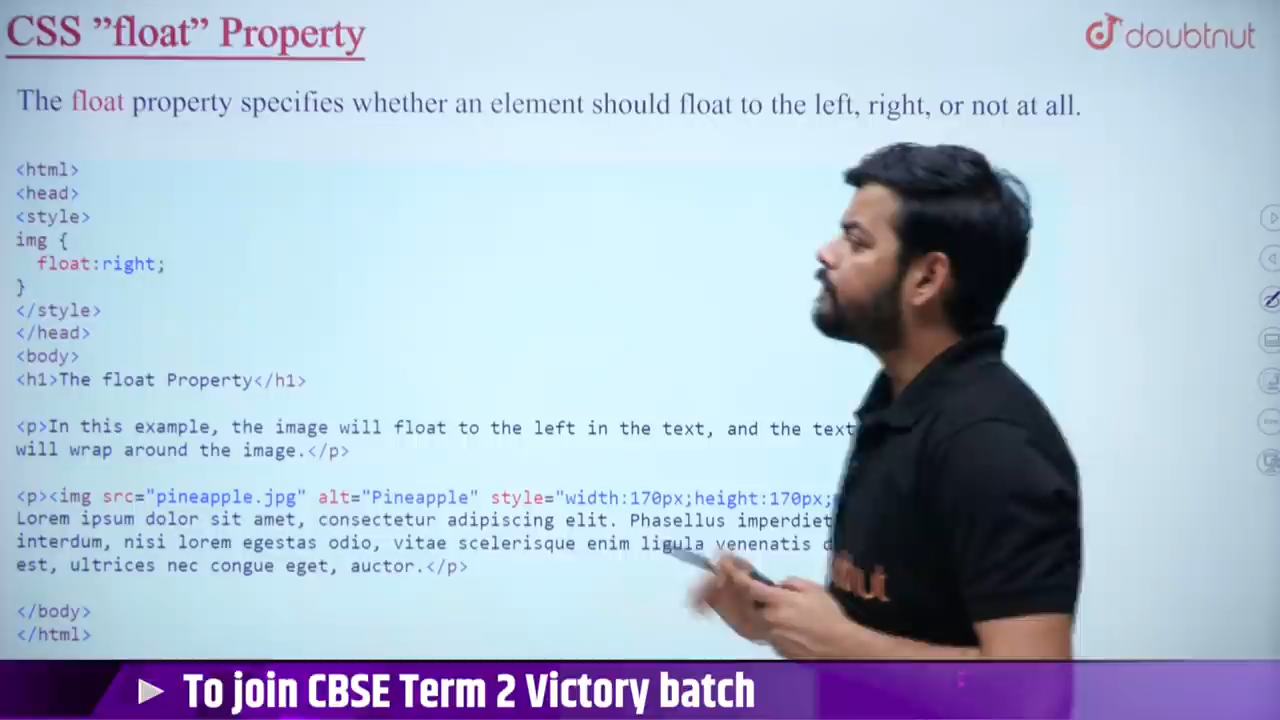 CSS ”float” Property
doubtnut
The float property specifies whether an element should float to the left, right, or not at all.
<html>
<head>
<style>
img {
  float:right;
}
</style>
</head>
<body>
<h1>The float Property</h1>
<p>In this example, the image will float to the left in the text, and the text
will wrap around the image.</p>
<p><img src="pineapple.jpg" alt="Pineapple" style="width:170px;height:170px;
Lorem ipsum dolor sit amet, consectetur adipiscing elit. Phasellus imperdiet
interdum, nisi lorem egestas odio, vitae scelerisque enim ligula venenatis
est, ultrices nec congue eget, auctor.</p>
</body>
</html>
To join CBSE Term 2 Victory batch